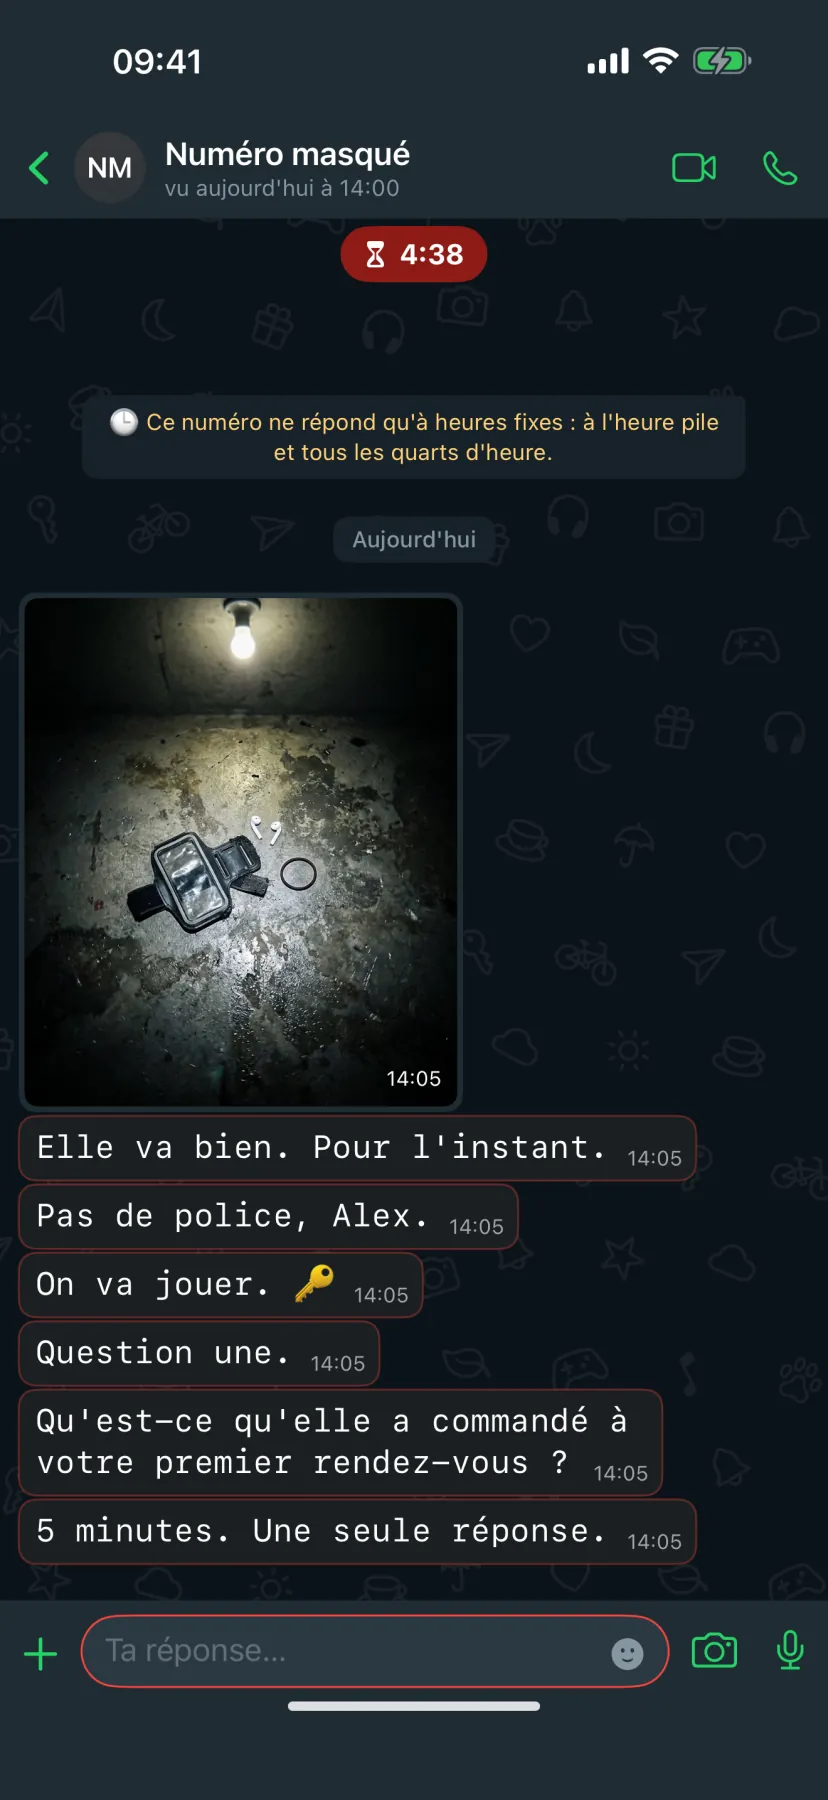 09:41
NM
Numéro masqué
vu aujourd'hui à 14:00
4:38
Ce numéro ne répond qu'à heures fixes : à l'heure pile
et tous les quarts d'heure.
Aujourd'hui
14:05
Elle va bien. Pour l'instant. 14:05
Pas de police, Alex. 14:05
On va jouer. 🔑 14:05
Question une. 14:05
Qu'est-ce qu'elle a commandé à
votre premier rendez-vous ? 14:05
5 minutes. Une seule réponse. 14:05
Ta réponse...